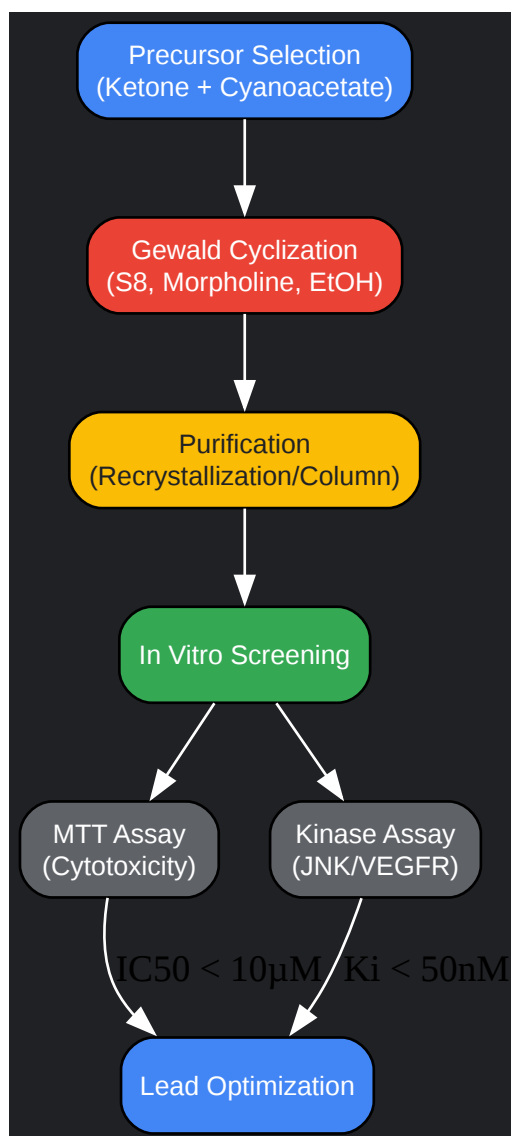 Precursor Selection
(Ketone + Cyanoacetate)
Gewald Cyclization
(S8, Morpholine, EtOH)
Purification
(Recrystallization/Column)
In Vitro Screening
MTT Assay
(Cytotoxicity)
Kinase Assay
(JNK/VEGFR)
IC50 < 10µM
Ki < 50nM
Lead Optimization